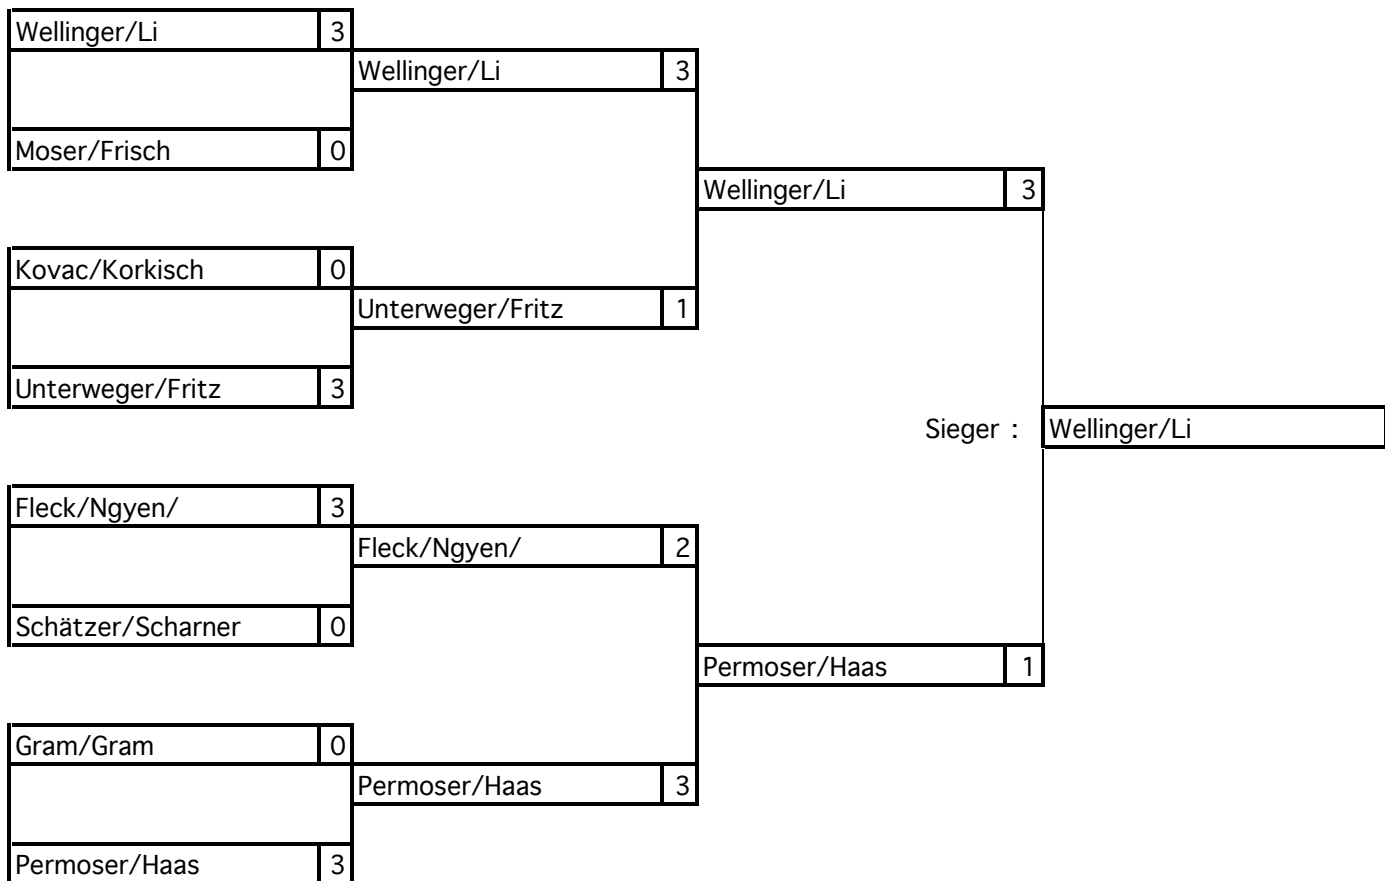 Wellinger/Li 3
Wellinger/Li 3
Moser/Frisch 0
Wellinger/Li 3
Kovac/Korkisch 0
Unterweger/Fritz 1
Unterweger/Fritz 3
Sieger : Wellinger/Li
Fleck/Ngyen/ 3
Fleck/Ngyen/ 2
Schätzer/Scharner 0
Permoser/Haas 1
Gram/Gram 0
Permoser/Haas 3
Permoser/Haas 3